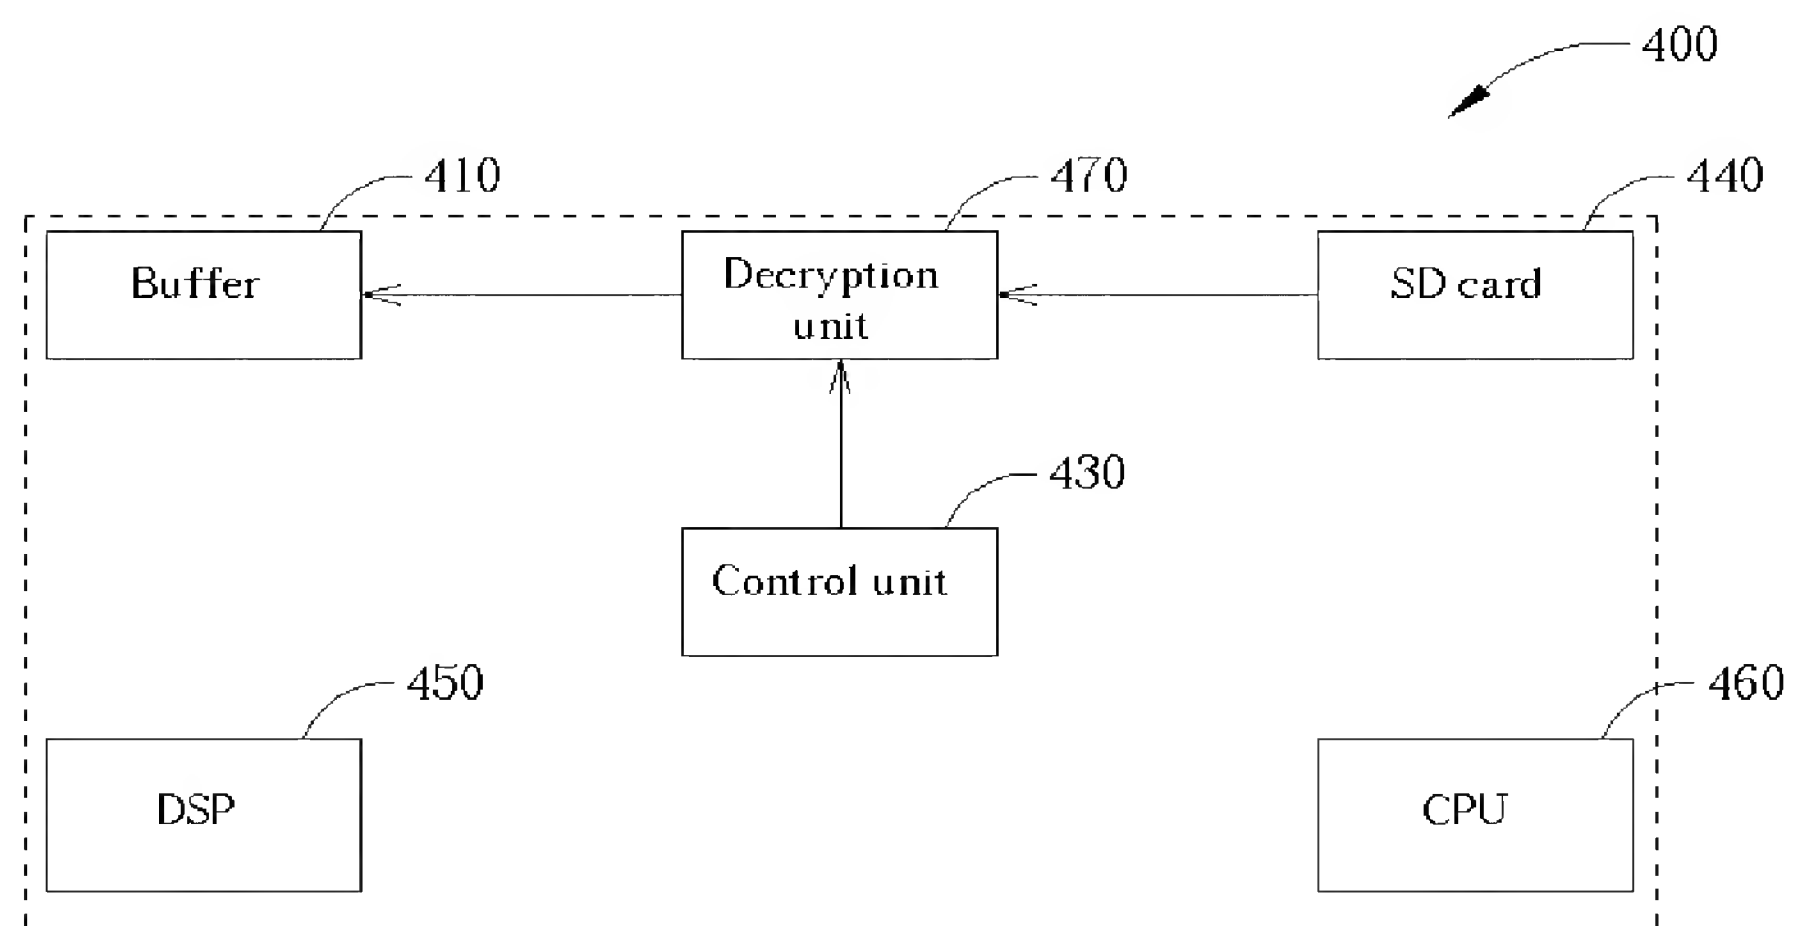 400
410
470
440
Buffer
Decryption
unit
SD card
430
Control unit
450
460
DSP
CPU